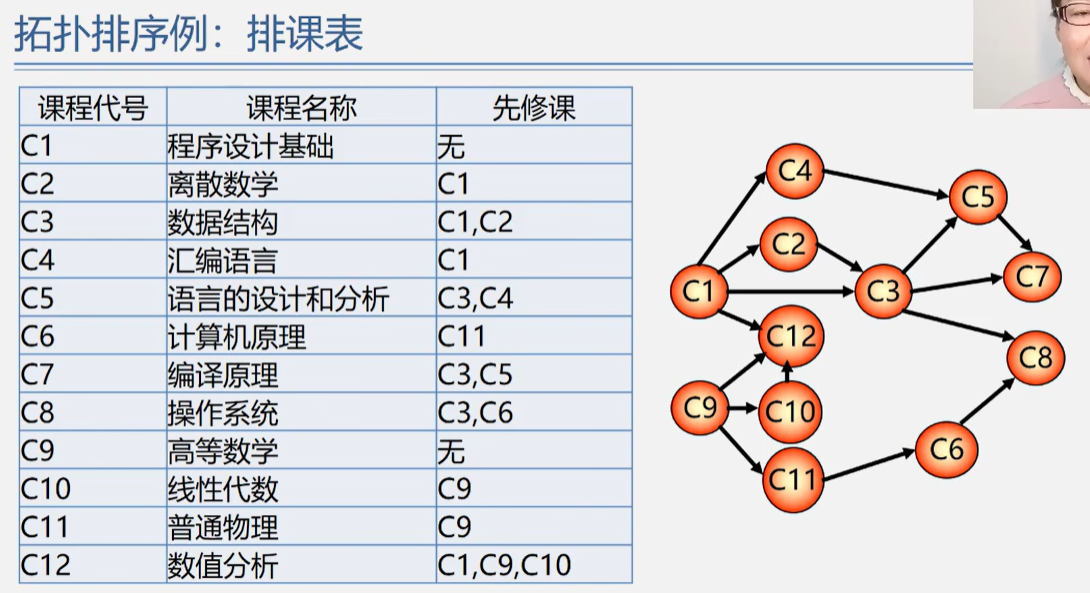 拓扑排序例：排课表
课程代号 课程名称 先修课
C1 程序设计基础 无
C2 离散数学 C1
C3 数据结构 C1,C2
C4 汇编语言 C1
C5 语言的设计和分析 C3,C4
C6 计算机原理 C11
C7 编译原理 C3,C5
C8 操作系统 C3,C6
C9 高等数学 无
C10 线性代数 C9
C11 普通物理 C9
C12 数值分析 C1,C9,C10
C4
C5
C2
C1
C3
C7
C12
C8
C9
C10
C6
C11